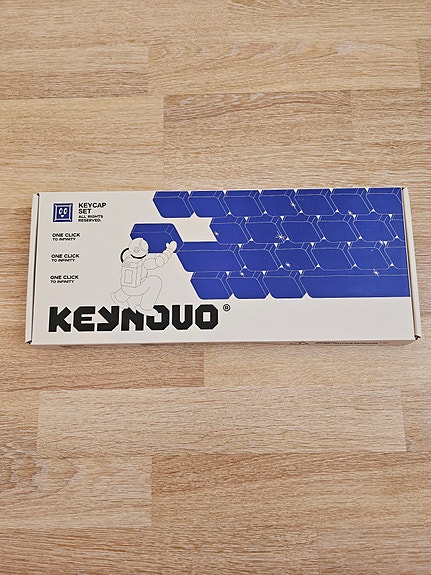 KEYCAP
SET
ALL RIGHTS
RESERVED.
ONE CLICK
TO INFINITY
ONE CLICK
TO INFINITY
ONE CLICK
TO INFINITY
KEYNOVO®